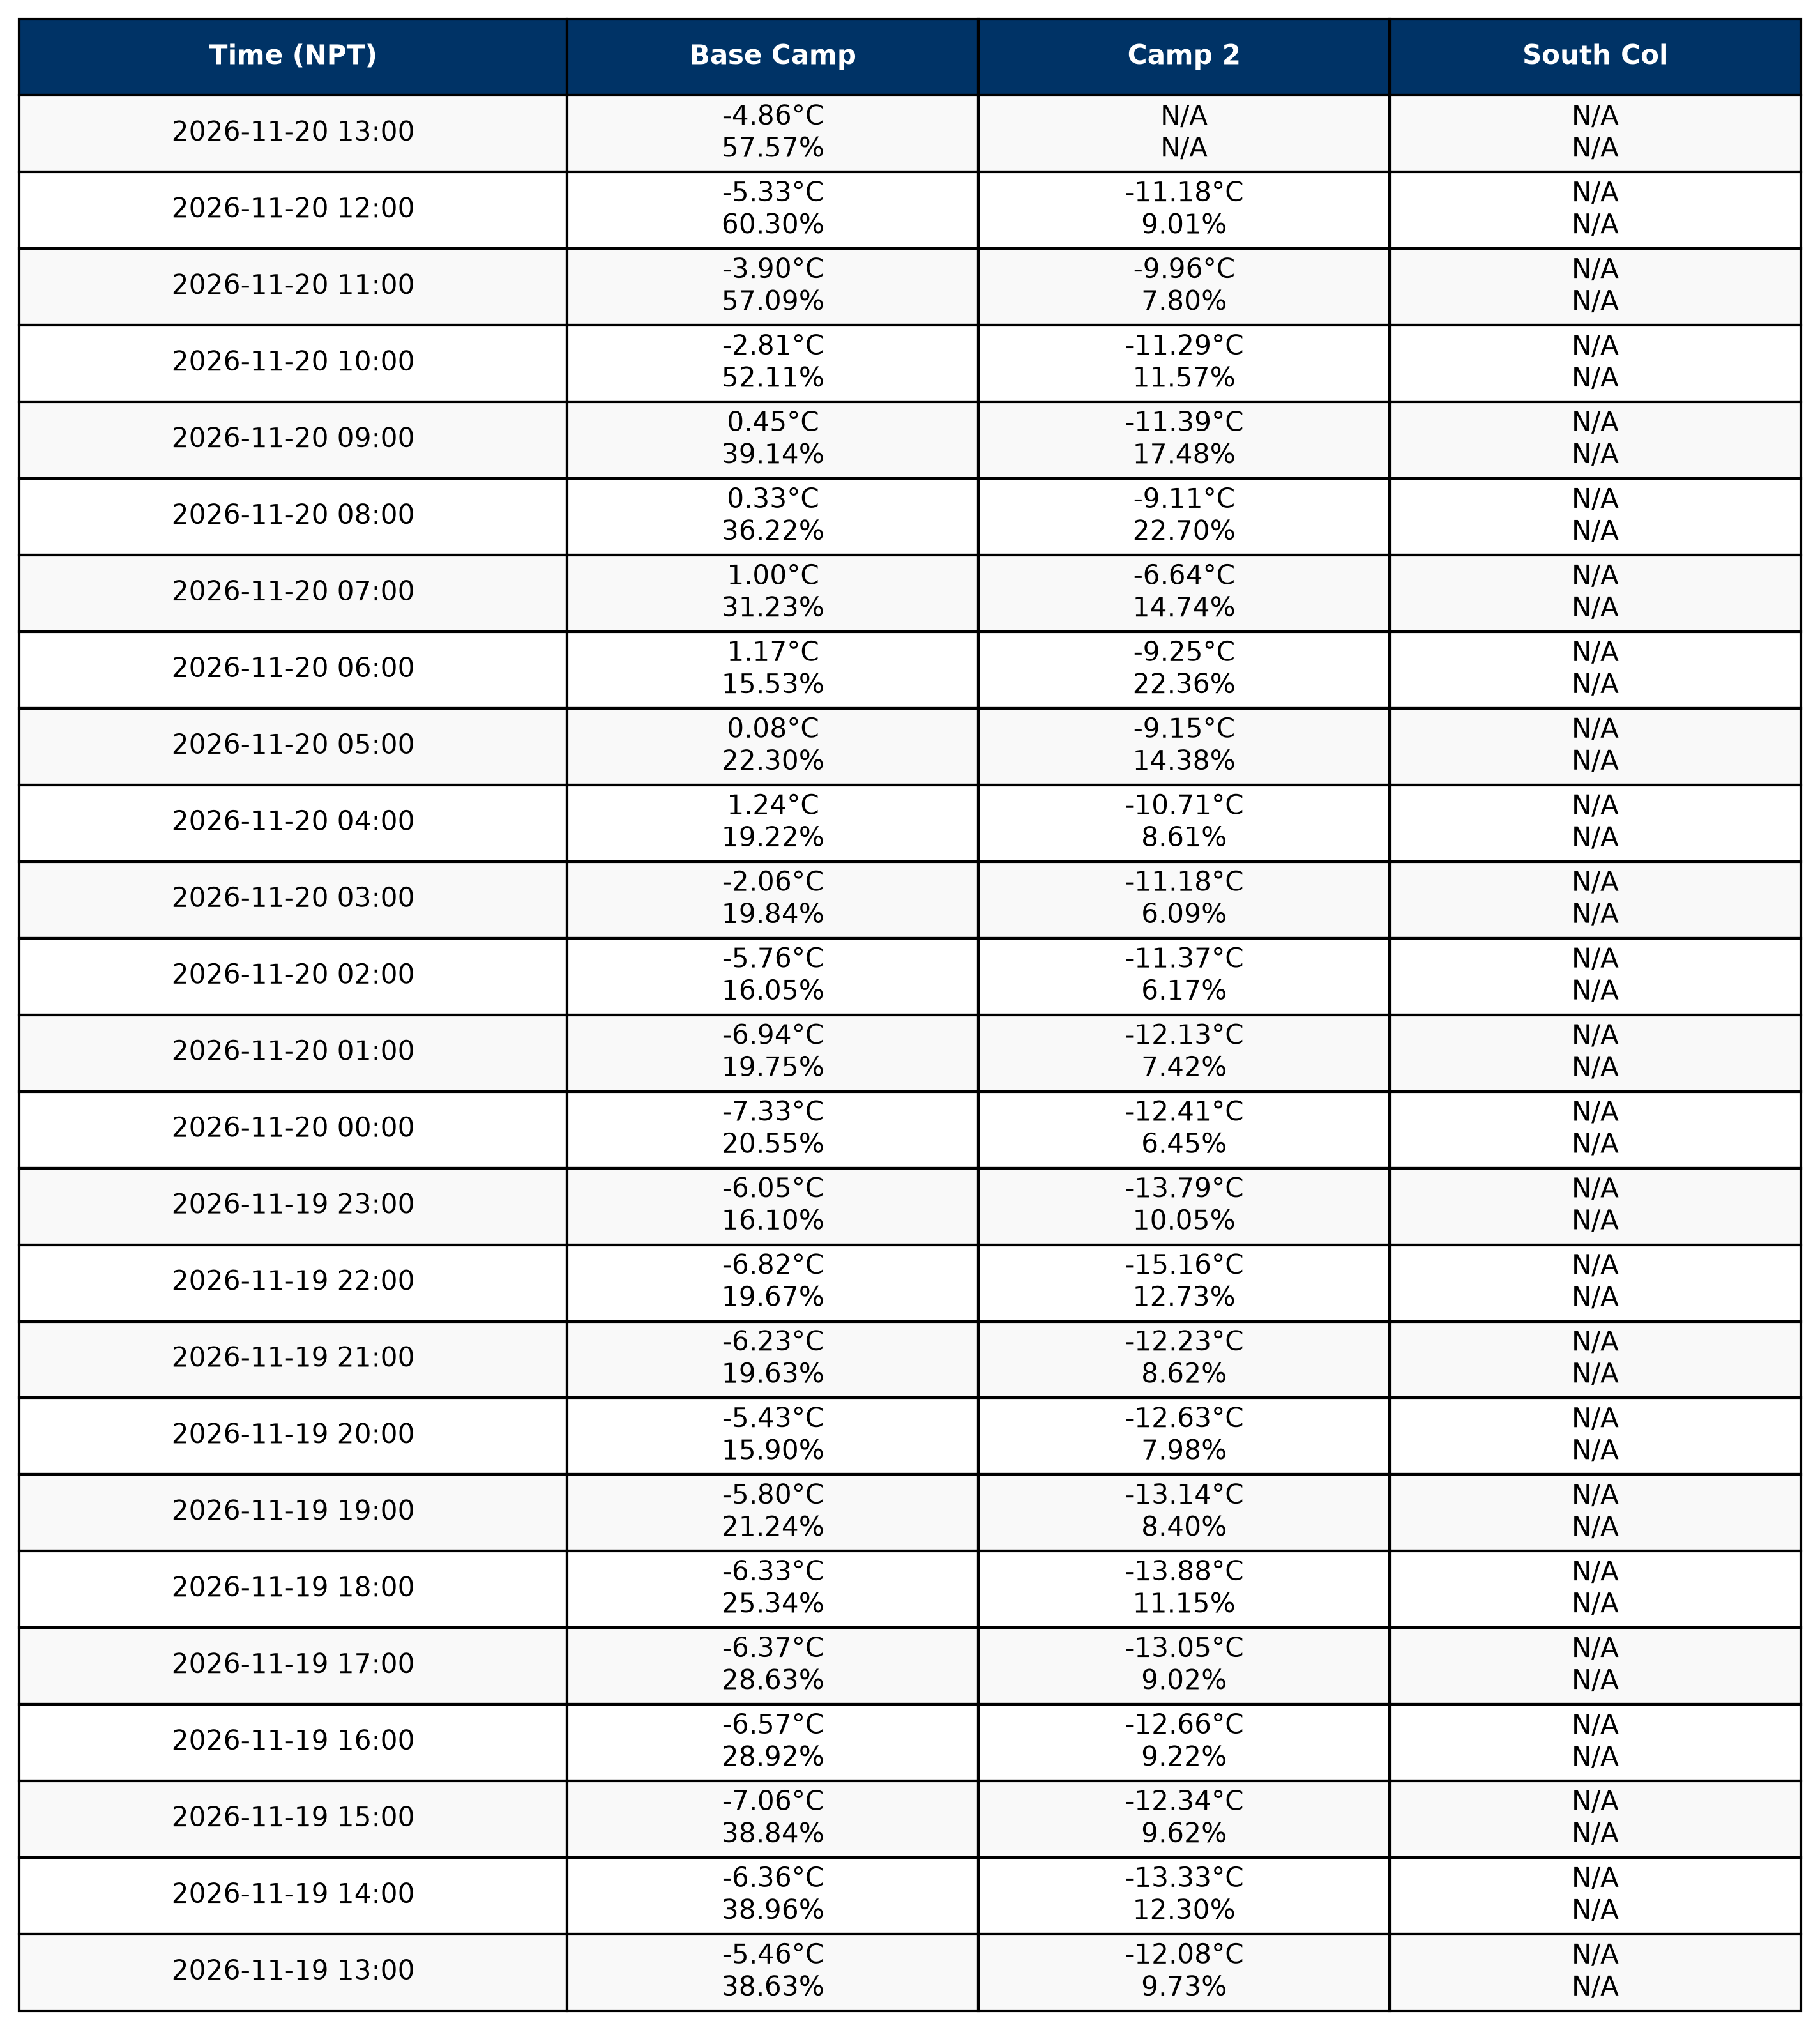 Time (NPT) Base Camp Camp 2 South Col
2026-11-20 13:00 -4.86°C N/A N/A
57.57% N/A N/A
2026-11-20 12:00 -5.33°C -11.18°C N/A
60.30% 9.01% N/A
2026-11-20 11:00 -3.90°C -9.96°C N/A
57.09% 7.80% N/A
2026-11-20 10:00 -2.81°C -11.29°C N/A
52.11% 11.57% N/A
2026-11-20 09:00 0.45°C -11.39°C N/A
39.14% 17.48% N/A
2026-11-20 08:00 0.33°C -9.11°C N/A
36.22% 22.70% N/A
2026-11-20 07:00 1.00°C -6.64°C N/A
31.23% 14.74% N/A
2026-11-20 06:00 1.17°C -9.25°C N/A
15.53% 22.36% N/A
2026-11-20 05:00 0.08°C -9.15°C N/A
22.30% 14.38% N/A
2026-11-20 04:00 1.24°C -10.71°C N/A
19.22% 8.61% N/A
2026-11-20 03:00 -2.06°C -11.18°C N/A
19.84% 6.09% N/A
2026-11-20 02:00 -5.76°C -11.37°C N/A
16.05% 6.17% N/A
2026-11-20 01:00 -6.94°C -12.13°C N/A
19.75% 7.42% N/A
2026-11-20 00:00 -7.33°C -12.41°C N/A
20.55% 6.45% N/A
2026-11-19 23:00 -6.05°C -13.79°C N/A
16.10% 10.05% N/A
2026-11-19 22:00 -6.82°C -15.16°C N/A
19.67% 12.73% N/A
2026-11-19 21:00 -6.23°C -12.23°C N/A
19.63% 8.62% N/A
2026-11-19 20:00 -5.43°C -12.63°C N/A
15.90% 7.98% N/A
2026-11-19 19:00 -5.80°C -13.14°C N/A
21.24% 8.40% N/A
2026-11-19 18:00 -6.33°C -13.88°C N/A
25.34% 11.15% N/A
2026-11-19 17:00 -6.37°C -13.05°C N/A
28.63% 9.02% N/A
2026-11-19 16:00 -6.57°C -12.66°C N/A
28.92% 9.22% N/A
2026-11-19 15:00 -7.06°C -12.34°C N/A
38.84% 9.62% N/A
2026-11-19 14:00 -6.36°C -13.33°C N/A
38.96% 12.30% N/A
2026-11-19 13:00 -5.46°C -12.08°C N/A
38.63% 9.73% N/A